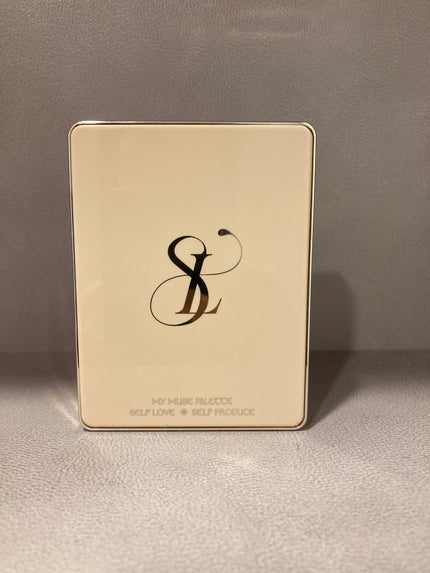 SL
MY MUSE PALETTE
SELF LOVE ❋ SELF PRODUCE